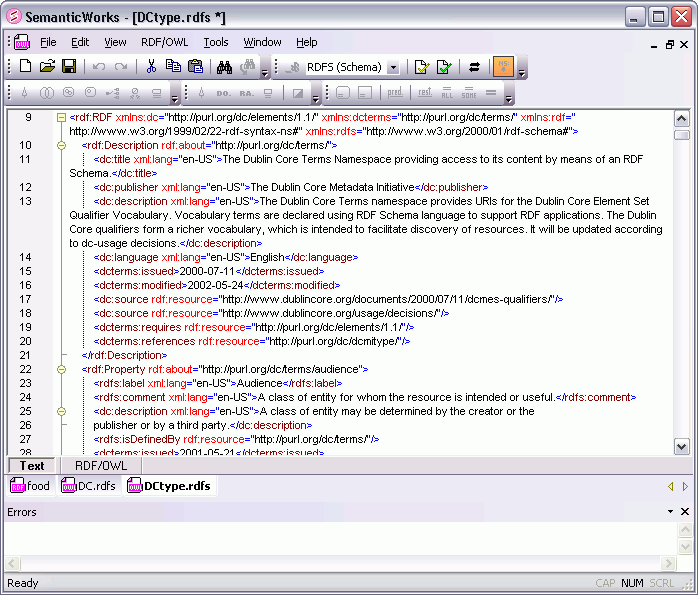 SemanticWorks - [DCtype.rdfs *]
File Edit View RDF/OWL Tools Window Help
RDFS (Schema)
DO. RA. pred. rest. ALL SOME
9 <rdf:RDF xmlns:dc="http://purl.org/dc/elements/1.1/" xmlns:dcterms="http://purl.org/dc/terms/" xmlns:rdf="
http://www.w3.org/1999/02/22-rdf-syntax-ns#" xmlns:rdfs="http://www.w3.org/2000/01/rdf-schema#">
10 <rdf:Description rdf:about="http://purl.org/dc/terms/">
11 <dc:title xml:lang="en-US">The Dublin Core Terms Namespace providing access to its content by means of an RDF
Schema.</dc:title>
12 <dc:publisher xml:lang="en-US">The Dublin Core Metadata Initiative</dc:publisher>
13 <dc:description xml:lang="en-US">The Dublin Core Terms namespace provides URIs for the Dublin Core Element Set
Qualifier Vocabulary. Vocabulary terms are declared using RDF Schema language to support RDF applications. The Dublin
Core qualifiers form a richer vocabulary, which is intended to facilitate discovery of resources. It will be updated according
to dc-usage decisions.</dc:description>
14 <dc:language xml:lang="en-US">English</dc:language>
15 <dcterms:issued>2000-07-11</dcterms:issued>
16 <dcterms:modified>2002-05-24</dcterms:modified>
17 <dc:source rdf:resource="http://www.dublincore.org/documents/2000/07/11/dcmes-qualifiers/"/>
18 <dc:source rdf:resource="http://www.dublincore.org/usage/decisions/"/>
19 <dcterms:requires rdf:resource="http://purl.org/dc/elements/1.1/"/>
20 <dcterms:references rdf:resource="http://purl.org/dc/dcmitype/"/>
21 </rdf:Description>
22 <rdf:Property rdf:about="http://purl.org/dc/terms/audience">
23 <rdfs:label xml:lang="en-US">Audience</rdfs:label>
24 <rdfs:comment xml:lang="en-US">A class of entity for whom the resource is intended or useful.</rdfs:comment>
25 <dc:description xml:lang="en-US">A class of entity may be determined by the creator or the
26 publisher or by a third party.</dc:description>
27 <rdfs:isDefinedBy rdf:resource="http://purl.org/dc/terms/"/>
28 <dcterms:issued>2001-05-21</dcterms:issued>
Text RDF/OWL
food DC.rdfs DCtype.rdfs
Errors
Ready CAP NUM SCRL